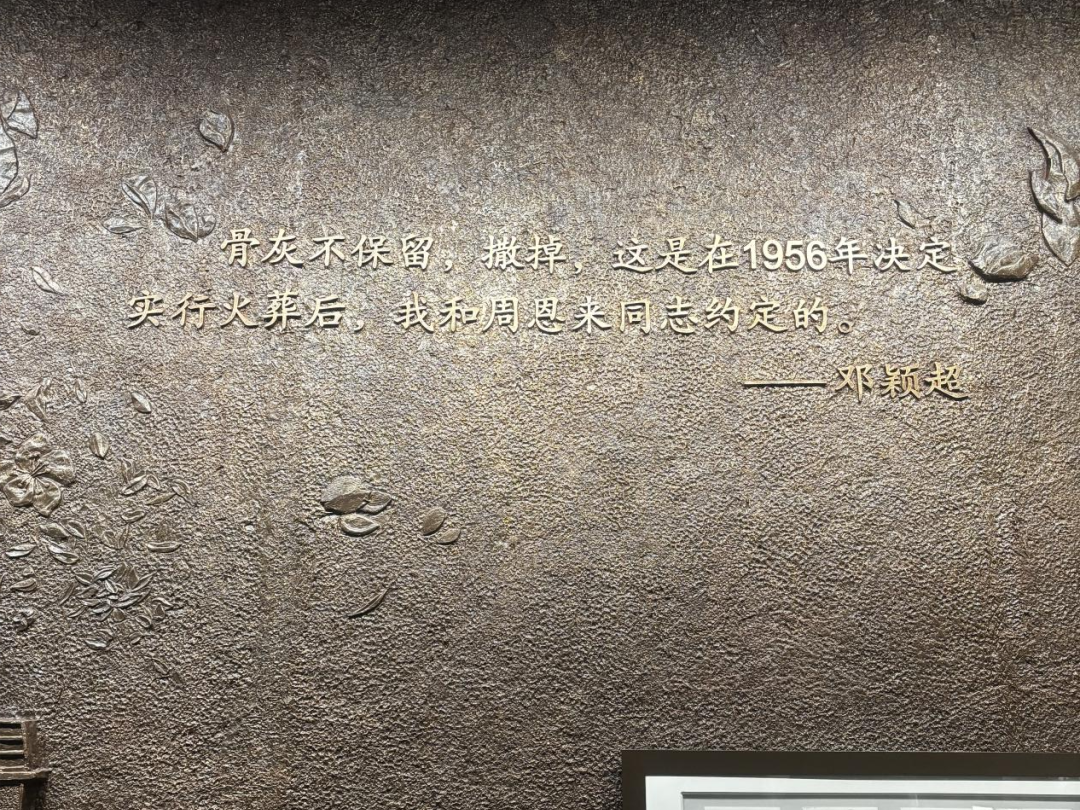 骨灰不保留，撒掉，这是在1956年决定
实行火葬后，我和周恩来同志约定的。
——邓颖超